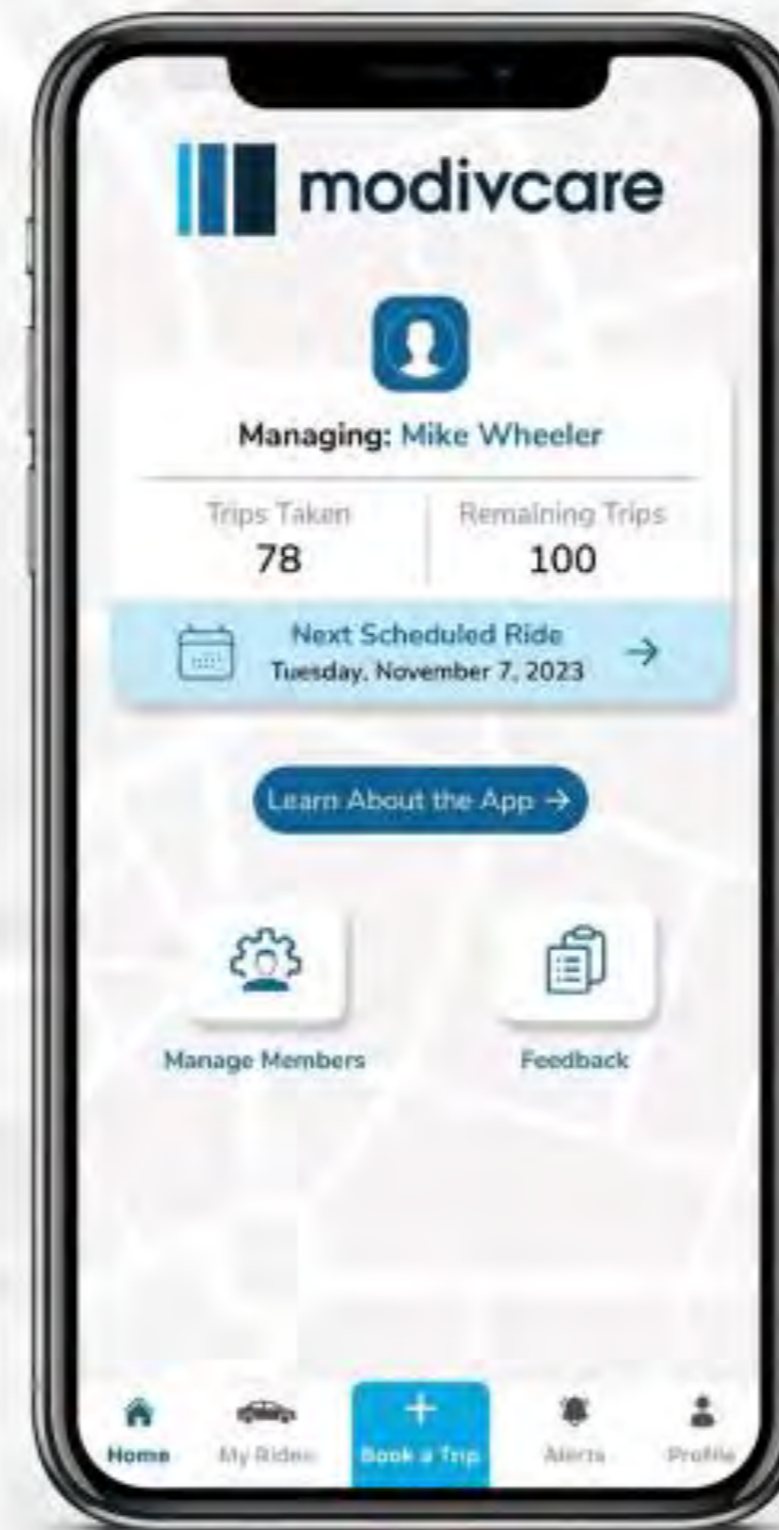 modivcare
Managing: Mike Wheeler
Trips Taken Remaining Trips
78 100
Next Scheduled Ride
Tuesday, November 7, 2023
Learn About the App →
Manage Members Feedback
Home My Rides Book a Trip Alerts Profile